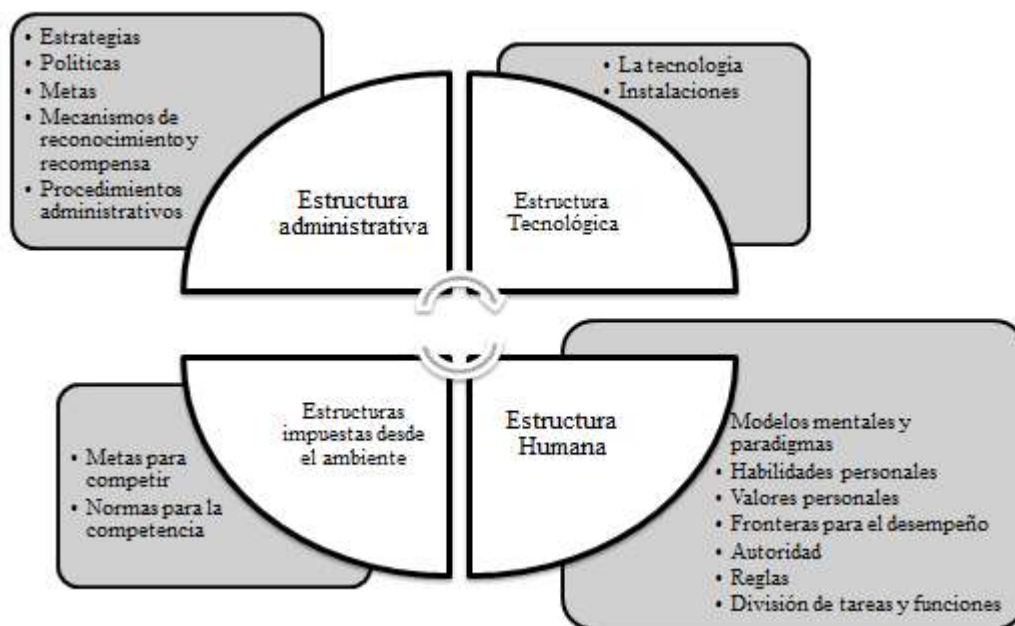 • Estrategias
• Politicas
• Metas
• Mecanismos de
reconocimiento y
recompensa
• Procedimientos
administrativos
Estructura
administrativa
• La tecnologia
• Instalaciones
Estructura
Tecnológica
Estructuras
impuestas desde
el ambiente
• Metas para
competir
• Normas para la
competencia
Estructura
Humana
Modelos mentales y
paradigmas
• Habilidades personales
• Valores personales
• Fronteras para el desempeño
• Autoridad
• Reglas
• División de tareas y funciones